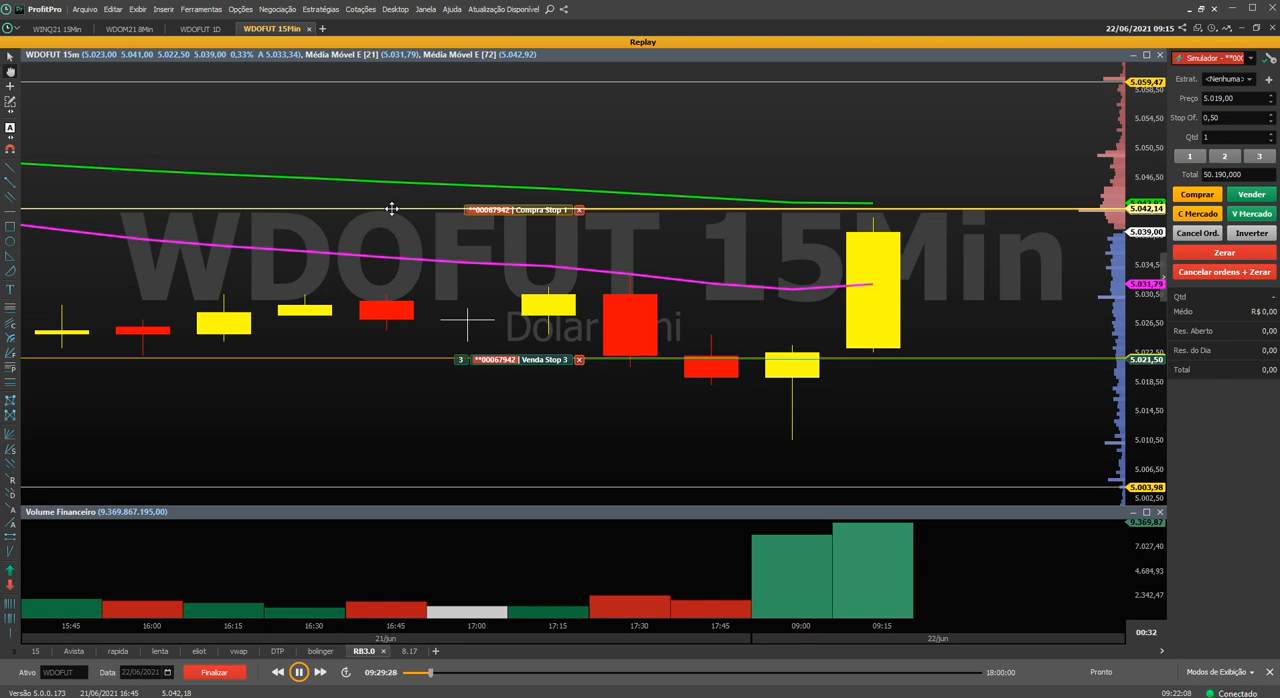 ProfitPro Arquivo Editar Exibir Inserir Ferramentas Opções Negociação Estratégias Cotações Desktop Janela Ajuda Atualização Disponível
WINQ21 15Min WDOM21 8Min WDOFUT 1D WDOFUT 15Min 22/06/2021 09:15
Replay
WDOFUT 15m (5.023,00 5.041,00 5.022,50 5.039,00 0,33% A 5.033,34), Média Móvel E [21] (5.031,79), Média Móvel E [72] (5.042,92)
WDOFUT 15Min
5.059,47
5.058,50
5.054,50
5.050,50
5.046,50
5.042,14
5.039,00
5.034,50
5.031,79
5.030,50
5.026,50
5.021,50
5.018,50
5.014,50
5.010,50
5.006,50
5.003,98
5.002,50
**00067942 | Compra Stop 1
3 **00067942 | Venda Stop 3
Simulador - **00
Estrat. <Nenhuma>
Preço 5.019,00
Stop Of. 0,50
Qtd 1
1 2 3
Total 50.190,000
Comprar Vender
C Mercado V Mercado
Cancel Ord. Inverter
Zerar
Cancelar ordens + Zerar
Qtd -
Médio R$ 0,00
Res. Aberto 0,00
Res. do Dia 0,00
Total 0,00
Volume Financeiro (9.369.867.195,00)
9.369,87
7.027,40
4.684,93
2.342,47
15:45 16:00 16:15 16:30 16:45 17:00 17:15 17:30 17:45 09:00 09:15
21/jun 22/jun
00:32
15 Avista rapida lenta eliot vwap DTP bolinger RB3.0 8.17
Ativo WDOFUT Data 22/06/2021 Finalizar 09:29:28 18:00:00 Pronto Modos de Exibição
Versão 5.0.0.173 21/06/2021 16:45 5.042,18 09:22:08 Conectado